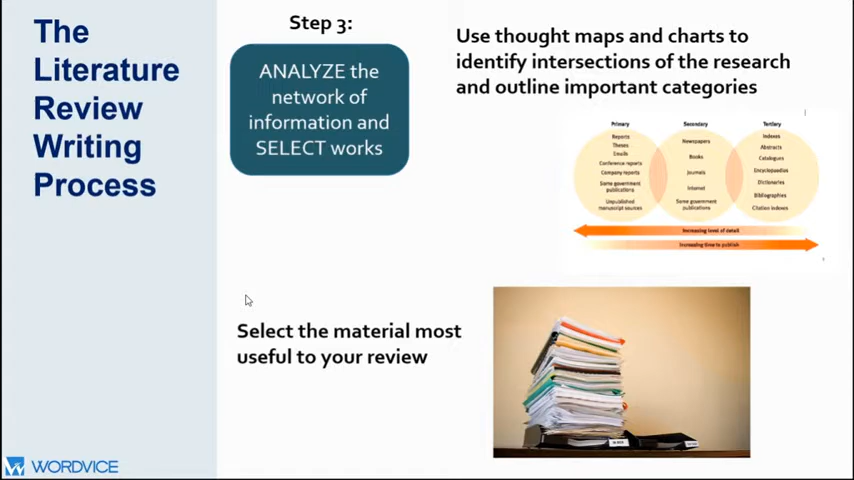 The
Literature
Review
Writing
Process
Step 3:
ANALYZE the
network of
information and
SELECT works
Use thought maps and charts to
identify intersections of the research
and outline important categories
Primary
Reports
Theses
Emails
Conference reports
Company reports
Some government
publications
Unpublished
manuscript sources
Secondary
Newspapers
Books
Journals
Internet
Some government
publications
Tertiary
Indexes
Abstracts
Catalogues
Encyclopaedias
Dictionaries
Bibliographies
Citation indexes
Increasing level of detail
Increasing time to publish
Select the material most
useful to your review
WORDVICE